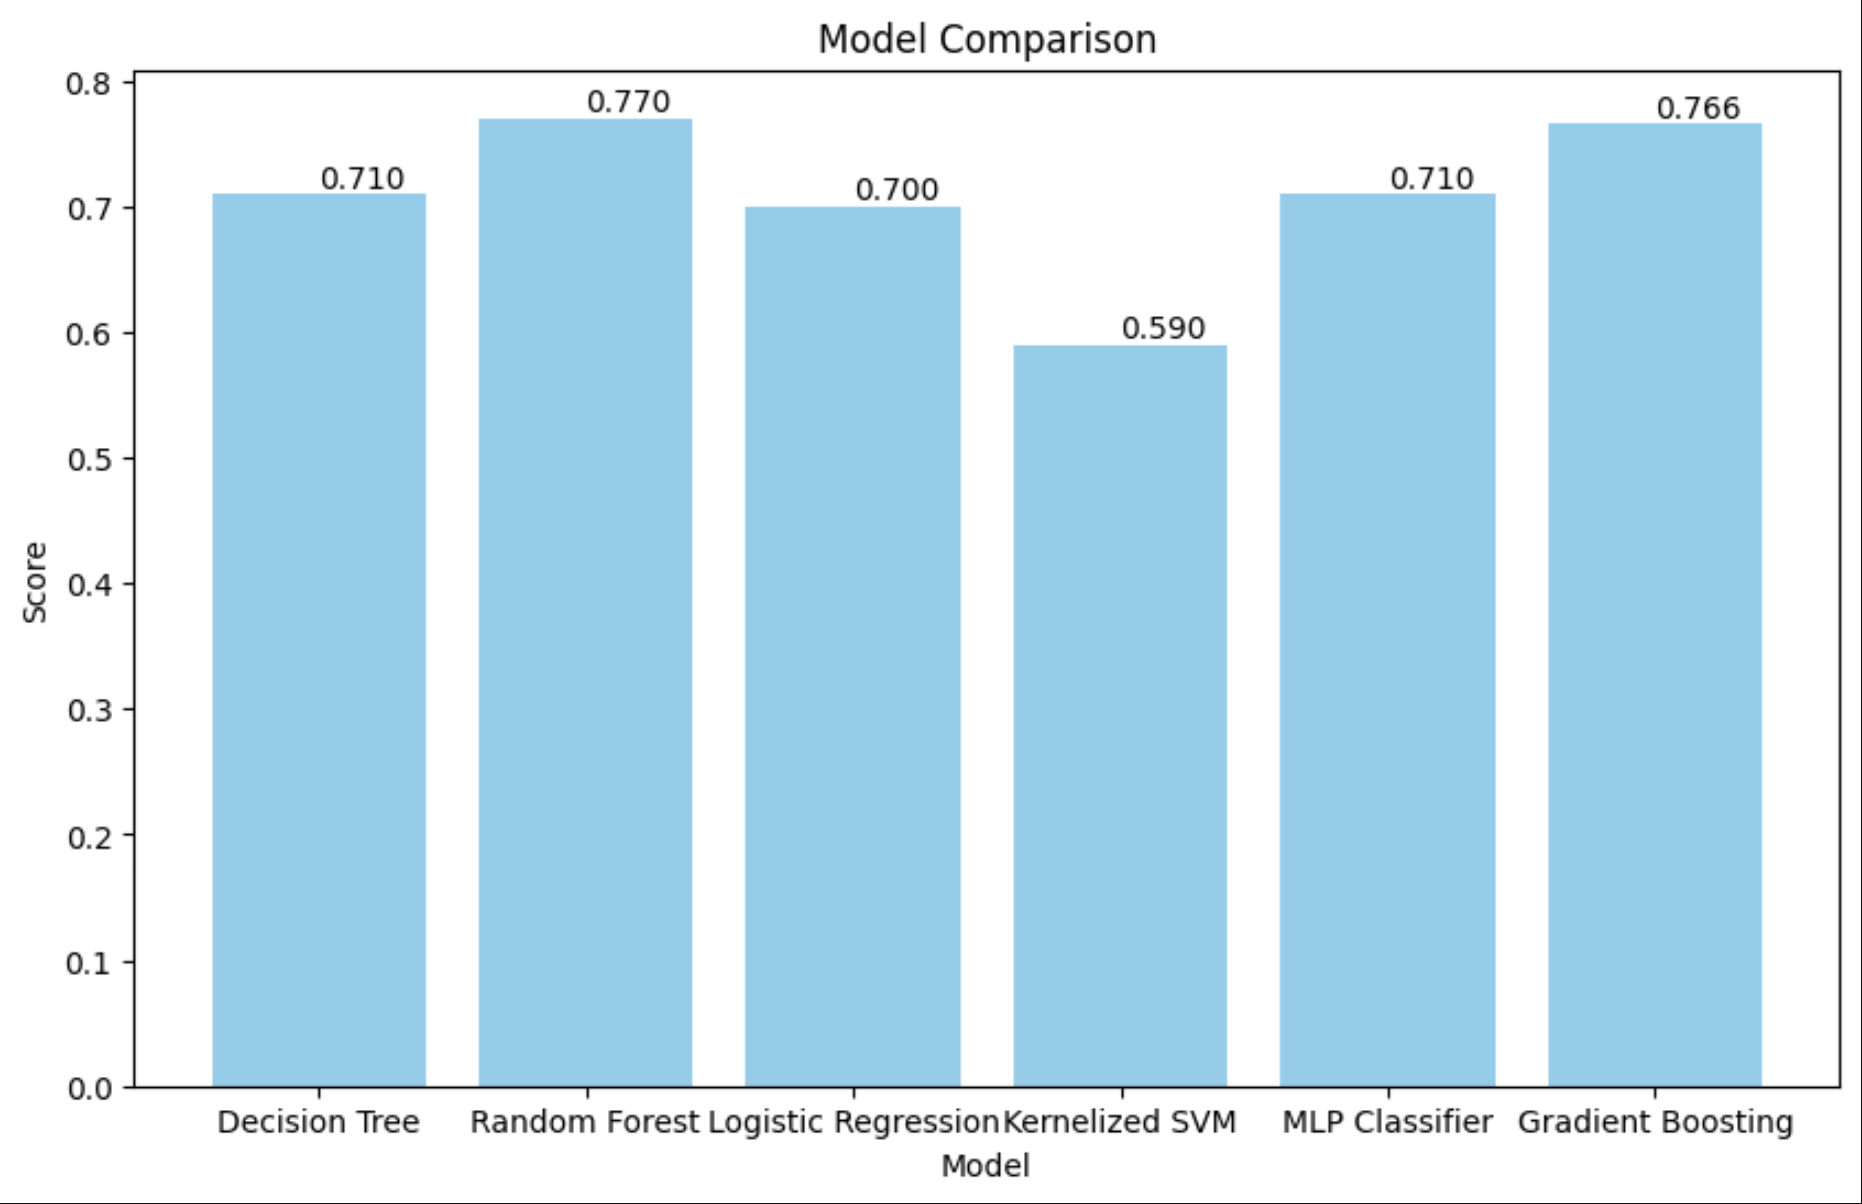 Model Comparison
0.8
0.7
0.6
0.5
0.4
0.3
0.2
0.1
0.0
Score
0.710
0.770
0.700
0.590
0.710
0.766
Decision Tree
Random Forest
Logistic Regression
Kernelized SVM
MLP Classifier
Gradient Boosting
Model